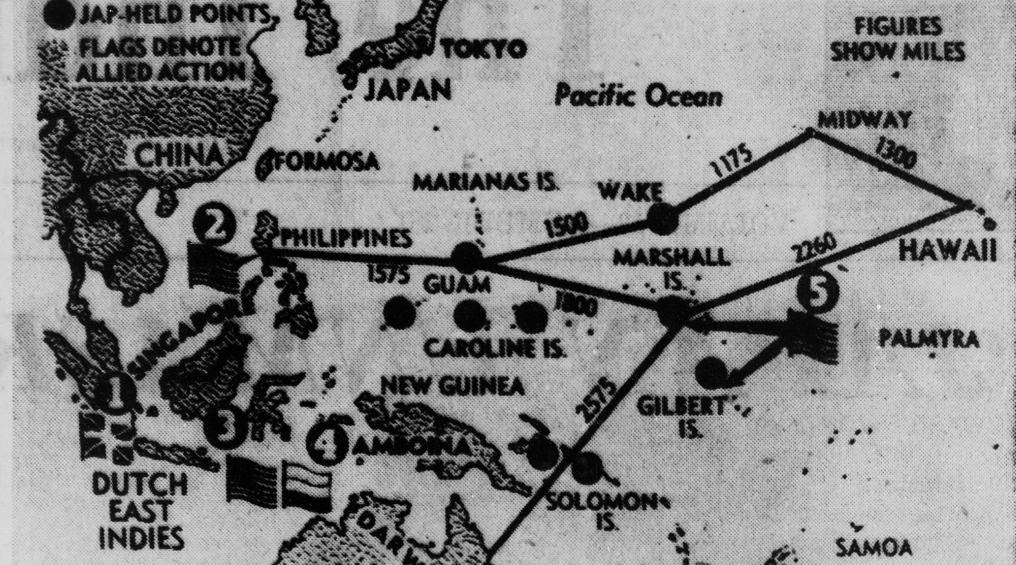 JAP-HELD POINTS
FLAGS DENOTE
ALLIED ACTION
FIGURES
SHOW MILES
TOKYO
JAPAN
Pacific Ocean
MIDWAY
CHINA
FORMOSA
1175
1300
MARIANAS IS.
WAKE
2
PHILIPPINES
1500
2260
HAWAII
MARSHALL
IS.
1575
GUAM
1800
5
SINGAPORE
CAROLINE IS.
PALMYRA
NEW GUINEA
1
2575
GILBERT
IS.
3
4
AMBOINA
DUTCH
EAST
INDIES
SOLOMON
IS.
SAMOA